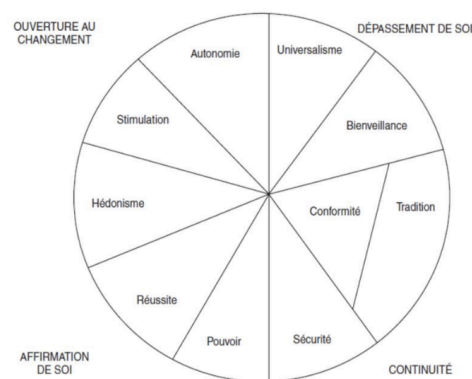 OUVERTURE AU
CHANGEMENT
DÉPASSEMENT DE SOI
Autonomie
Universalisme
Stimulation
Bienveillance
Hédonisme
Conformité
Tradition
Réussite
Pouvoir
Sécurité
AFFIRMATION
DE SOI
CONTINUITÉ